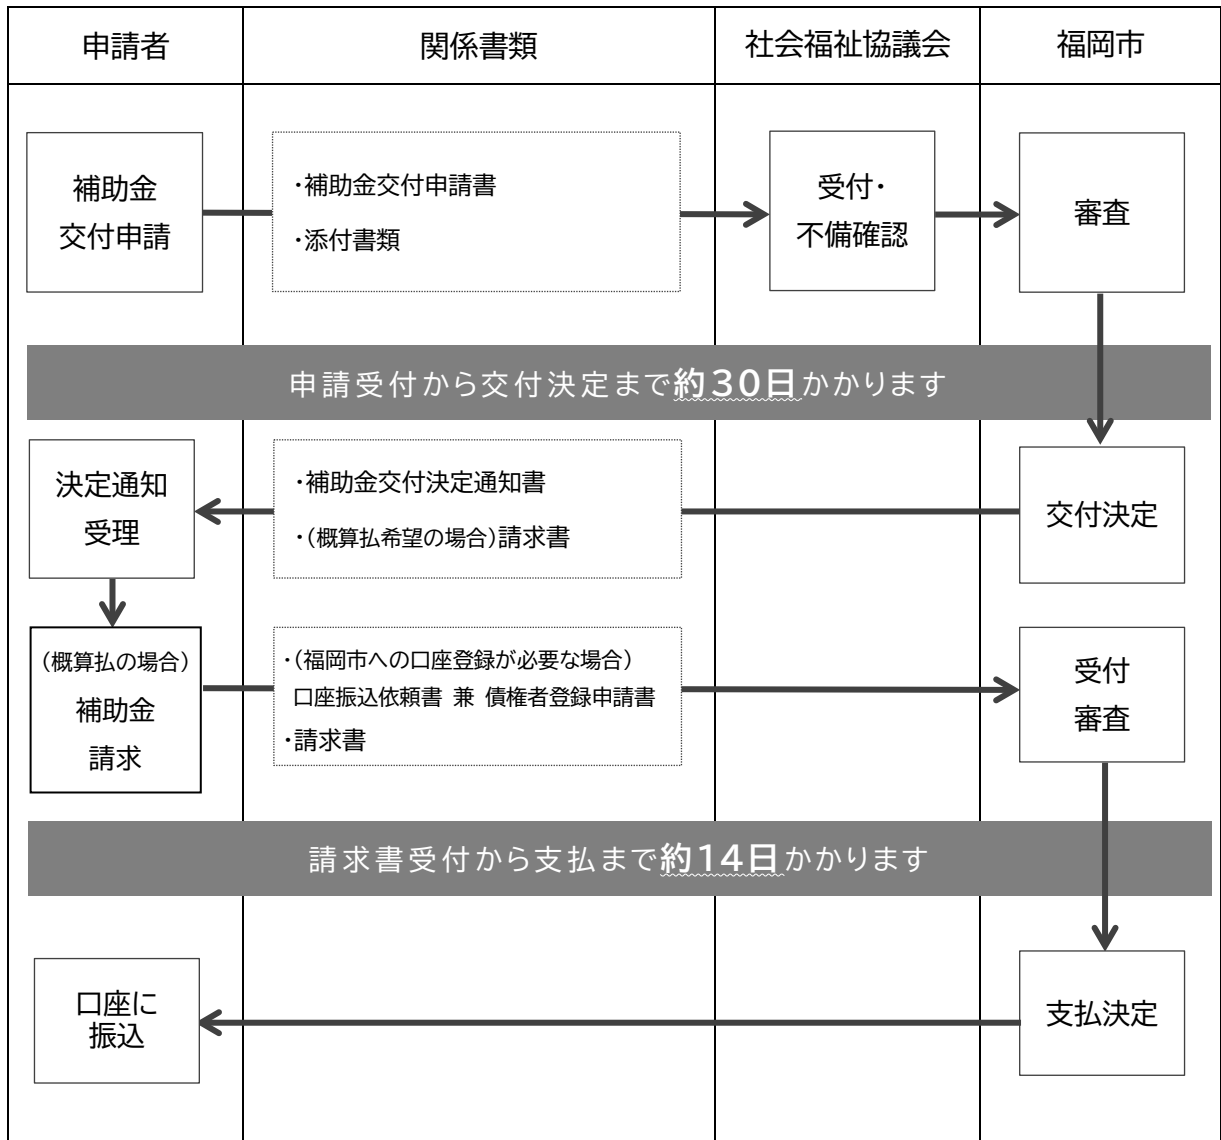 申請者
関係書類
社会福祉協議会
福岡市
補助金
交付申請
・補助金交付申請書
・添付書類
受付・
不備確認
審査
申請受付から交付決定まで約30日かかります
決定通知
受理
・補助金交付決定通知書
・(概算払希望の場合)請求書
交付決定
(概算払の場合)
補助金
請求
・(福岡市への口座登録が必要な場合)
口座振込依頼書 兼 債権者登録申請書
・請求書
受付
審査
請求書受付から支払まで約14日かかります
口座に
振込
支払決定